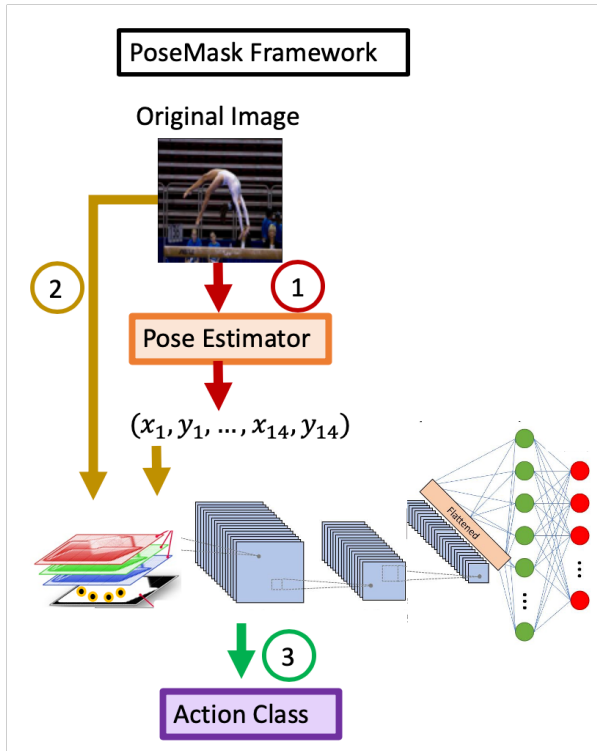 PoseMask Framework
Original Image
2
1
Pose Estimator
(x₁, y₁, ..., x₁₄, y₁₄)
Flattened
...
...
3
Action Class